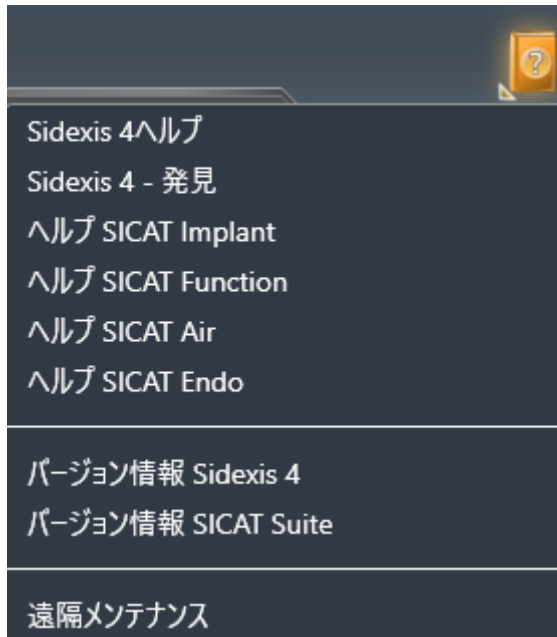 ?
Sidexis 4ヘルプ
Sidexis 4 - 発見
ヘルプ SICAT Implant
ヘルプ SICAT Function
ヘルプ SICAT Air
ヘルプ SICAT Endo
バージョン情報 Sidexis 4
バージョン情報 SICAT Suite
遠隔メンテナンス